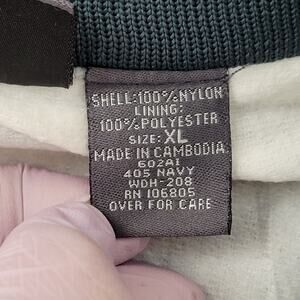 SHELL:100%NYLON
LINING:
100%POLYESTER
SIZE: XL
MADE IN CAMBODIA
602A1
405 NAVY
WDH-208
RN 106805
OVER FOR CARE